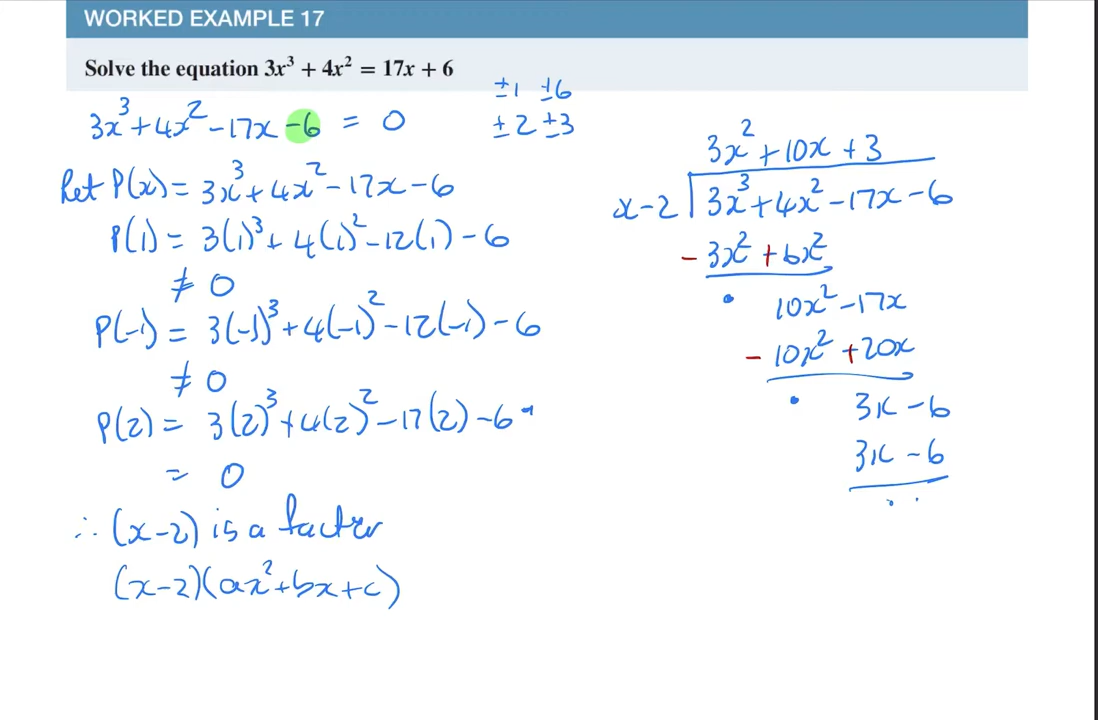 WORKED EXAMPLE 17
Solve the equation 3x³ + 4x² = 17x + 6
3x³ + 4x² - 17x - 6 = 0
±1 ±6
±2 ±3
Let P(x) = 3x³ + 4x² - 17x - 6
P(1) = 3(1)³ + 4(1)² - 12(1) - 6
≠ 0
P(-1) = 3(-1)³ + 4(-1)² - 12(-1) - 6
≠ 0
P(2) = 3(2)³ + 4(2)² - 17(2) - 6
= 0
∴ (x-2) is a factor
(x-2)(ax² + bx + c)
3x² + 10x + 3
x-2 | 3x³ + 4x² - 17x - 6
- 3x² + 6x²
10x² - 17x
- 10x² + 20x
3x - 6
3x - 6